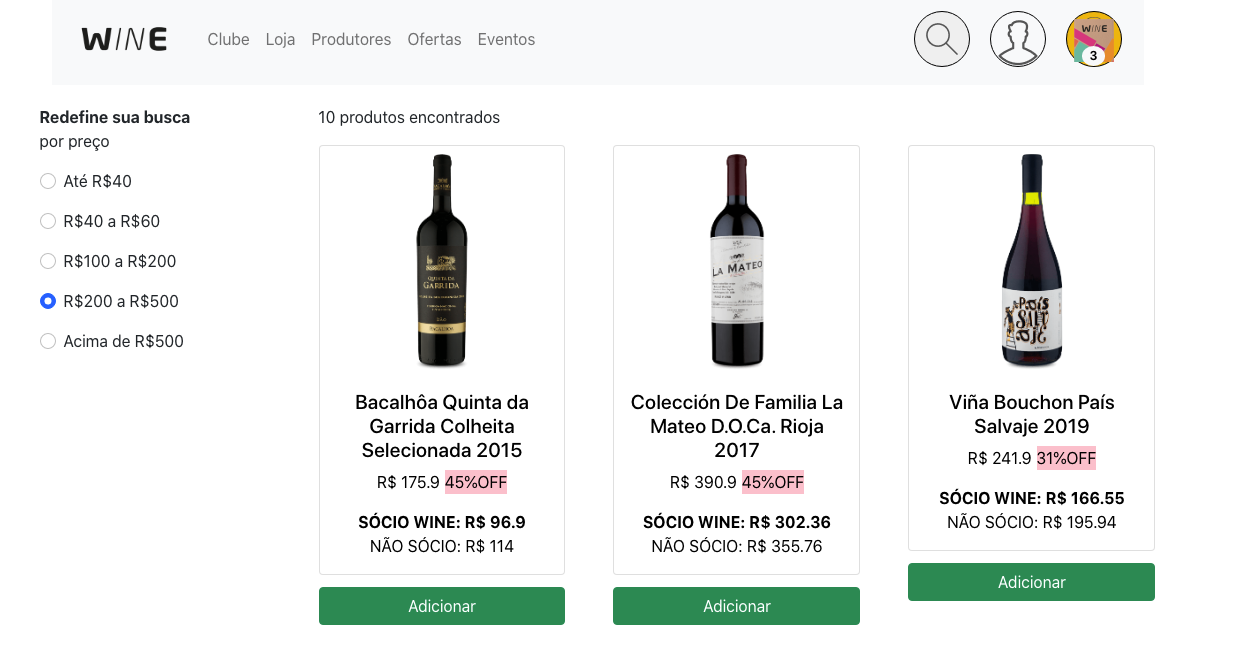 WINE
Clube Loja Produtores Ofertas Eventos
WINE
3
Redefine sua busca
por preço
Até R$40
R$40 a R$60
R$100 a R$200
R$200 a R$500
Acima de R$500
10 produtos encontrados
QUINTA DA
GARRIDA
BACALHÔA
Bacalhôa Quinta da
Garrida Colheita
Selecionada 2015
R$ 175.9 45%OFF
SÓCIO WINE: R$ 96.9
NÃO SÓCIO: R$ 114
Adicionar
LA MATEO
Colección De Familia La
Mateo D.O.Ca. Rioja
2017
R$ 390.9 45%OFF
SÓCIO WINE: R$ 302.36
NÃO SÓCIO: R$ 355.76
Adicionar
PAÍS
SALV
AJE
Viña Bouchon País
Salvaje 2019
R$ 241.9 31%OFF
SÓCIO WINE: R$ 166.55
NÃO SÓCIO: R$ 195.94
Adicionar